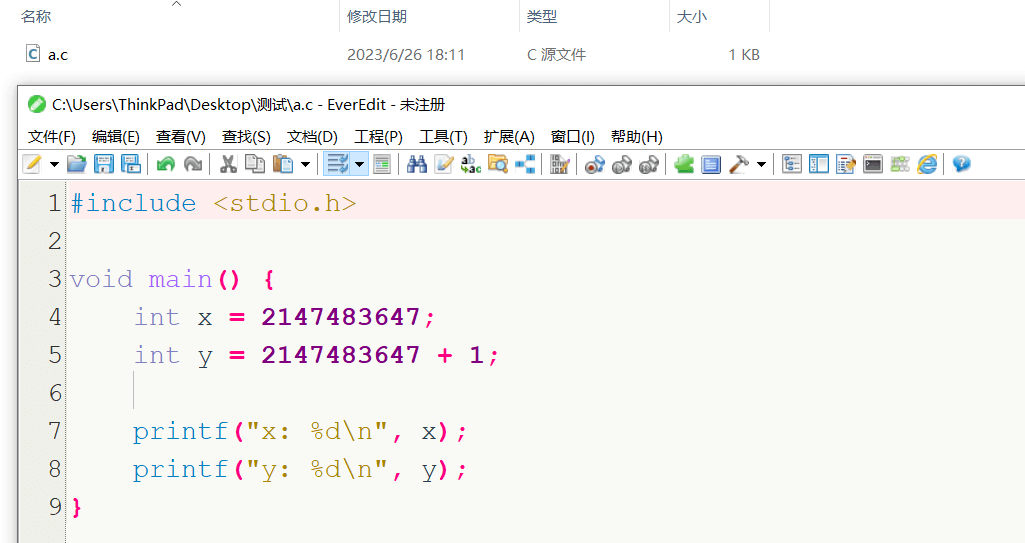 名称 修改日期 类型 大小
a.c 2023/6/26 18:11 C 源文件 1 KB
C:\Users\ThinkPad\Desktop\测试\a.c - EverEdit - 未注册
文件(F) 编辑(E) 查看(V) 查找(S) 文档(D) 工程(P) 工具(T) 扩展(A) 窗口(I) 帮助(H)
1 #include <stdio.h>
2
3 void main() {
4     int x = 2147483647;
5     int y = 2147483647 + 1;
6
7     printf("x: %d\n", x);
8     printf("y: %d\n", y);
9 }